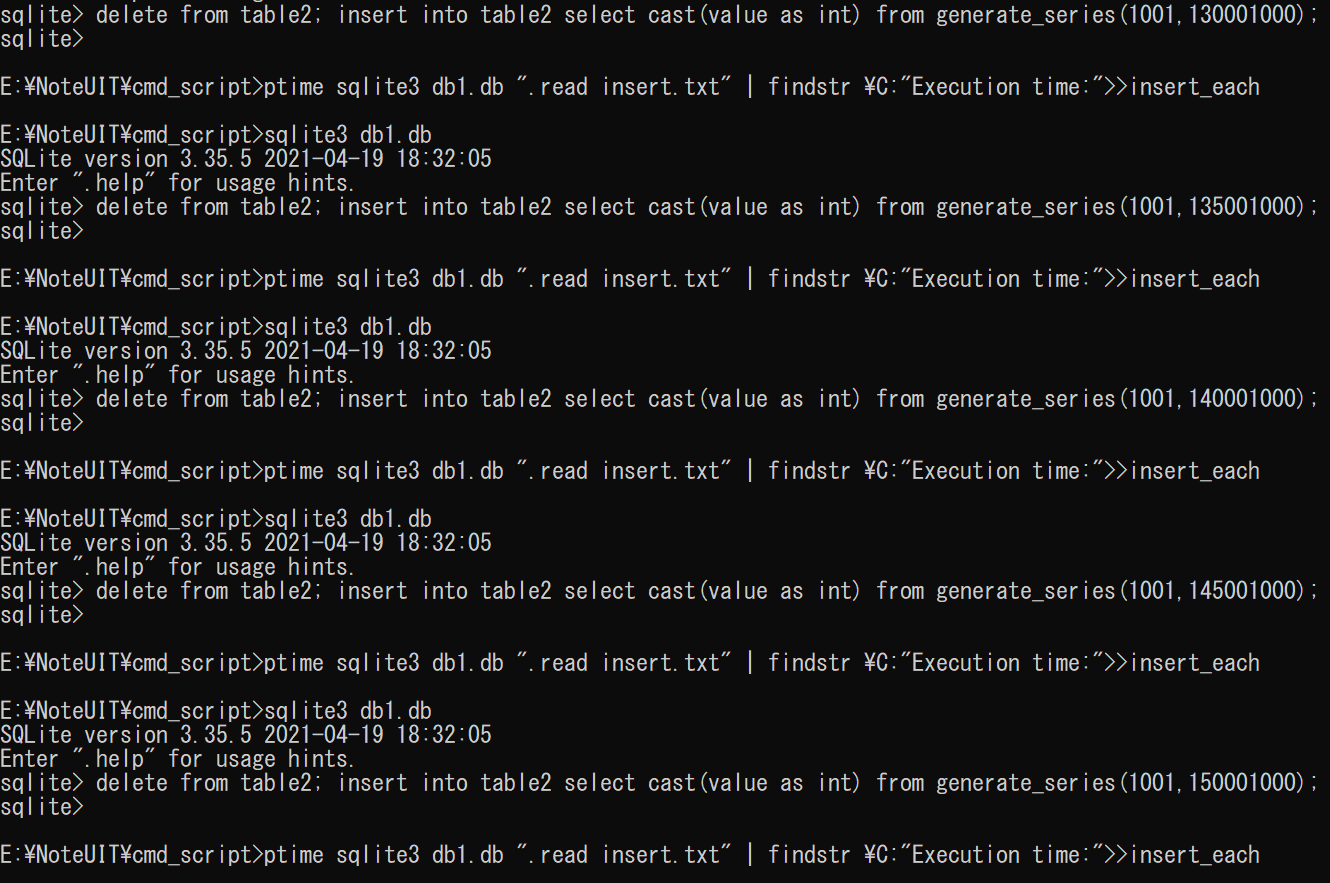 sqlite> delete from table2; insert into table2 select cast(value as int) from generate_series(1001,130001000);
sqlite>
E:¥NoteUIT¥cmd_script>ptime sqlite3 db1.db ".read insert.txt" | findstr ¥C:"Execution time:">>insert_each
E:¥NoteUIT¥cmd_script>sqlite3 db1.db
SQLite version 3.35.5 2021-04-19 18:32:05
Enter ".help" for usage hints.
sqlite> delete from table2; insert into table2 select cast(value as int) from generate_series(1001,135001000);
sqlite>
E:¥NoteUIT¥cmd_script>ptime sqlite3 db1.db ".read insert.txt" | findstr ¥C:"Execution time:">>insert_each
E:¥NoteUIT¥cmd_script>sqlite3 db1.db
SQLite version 3.35.5 2021-04-19 18:32:05
Enter ".help" for usage hints.
sqlite> delete from table2; insert into table2 select cast(value as int) from generate_series(1001,140001000);
sqlite>
E:¥NoteUIT¥cmd_script>ptime sqlite3 db1.db ".read insert.txt" | findstr ¥C:"Execution time:">>insert_each
E:¥NoteUIT¥cmd_script>sqlite3 db1.db
SQLite version 3.35.5 2021-04-19 18:32:05
Enter ".help" for usage hints.
sqlite> delete from table2; insert into table2 select cast(value as int) from generate_series(1001,145001000);
sqlite>
E:¥NoteUIT¥cmd_script>ptime sqlite3 db1.db ".read insert.txt" | findstr ¥C:"Execution time:">>insert_each
E:¥NoteUIT¥cmd_script>sqlite3 db1.db
SQLite version 3.35.5 2021-04-19 18:32:05
Enter ".help" for usage hints.
sqlite> delete from table2; insert into table2 select cast(value as int) from generate_series(1001,150001000);
sqlite>
E:¥NoteUIT¥cmd_script>ptime sqlite3 db1.db ".read insert.txt" | findstr ¥C:"Execution time:">>insert_each